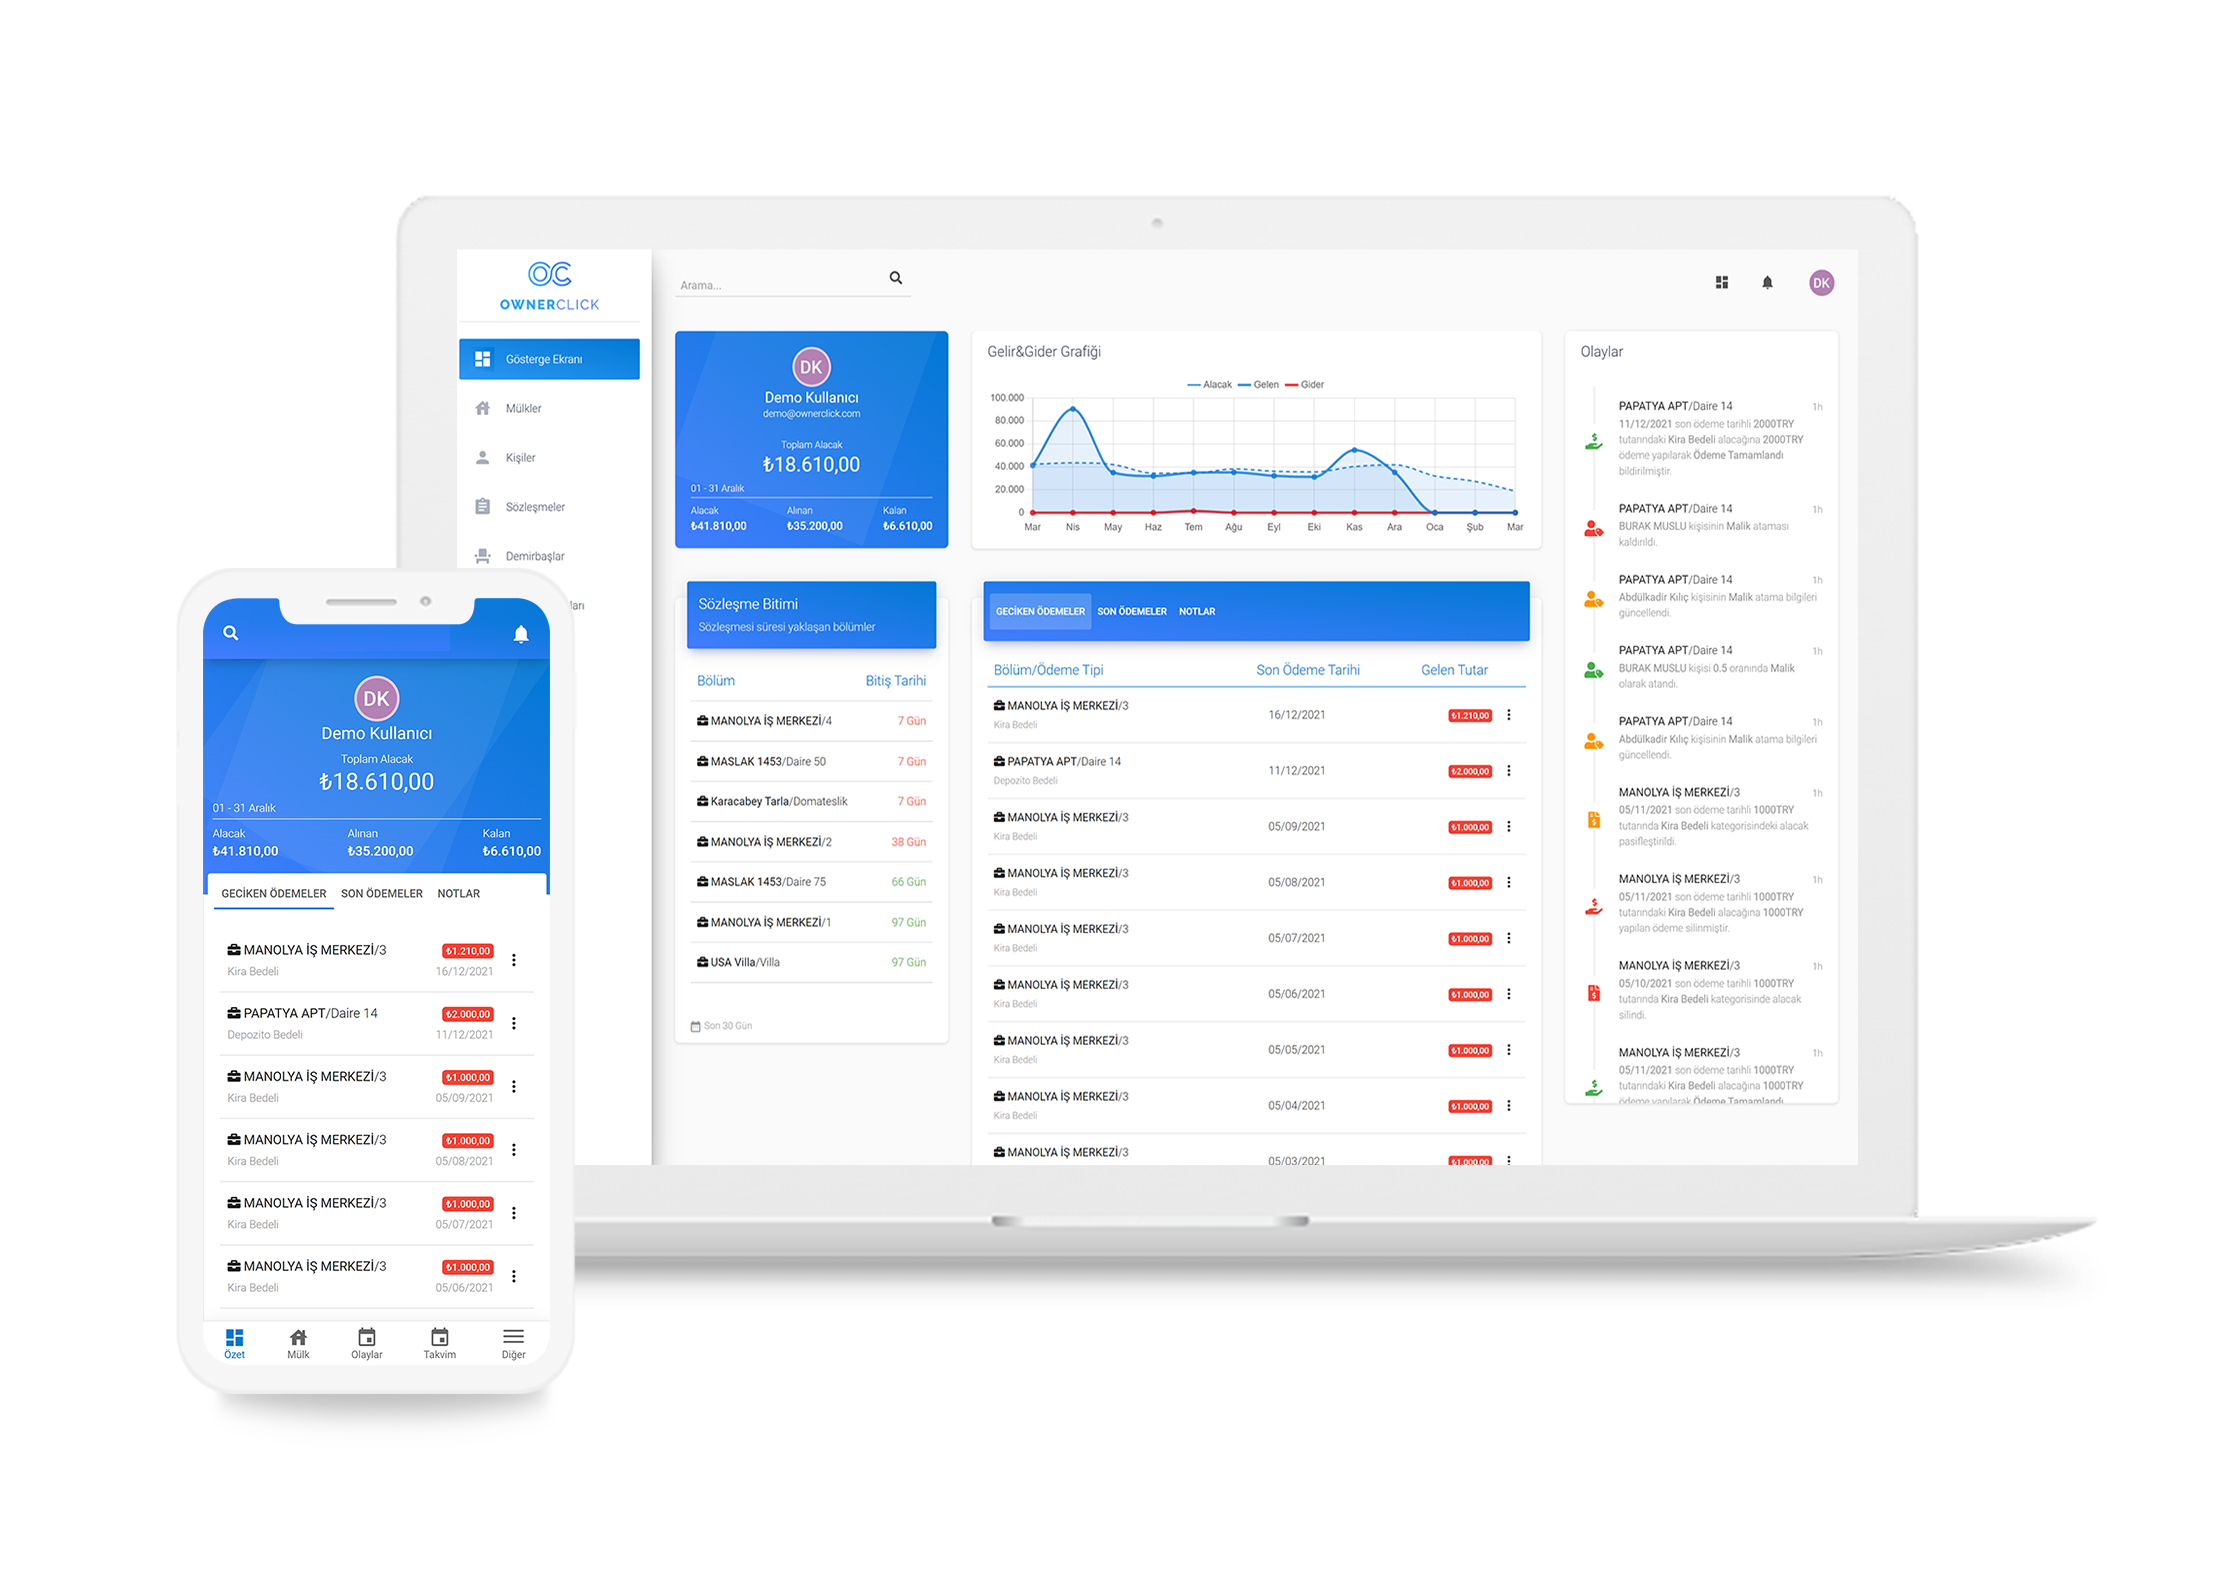 OC
OWNERCLICK
Gösterge Ekranı
Mülkler
Kişiler
Sözleşmeler
Demirbaşlar
ları
Arama...
DK
DK
Demo Kullanıcı
demo@ownerclick.com
Toplam Alacak
₺18.610,00
01 - 31 Aralık
Alacak Alınan Kalan
₺41.810,00 ₺35.200,00 ₺6.610,00
Gelir&Gider Grafiği
Alacak Gelen Gider
100.000
80.000
60.000
40.000
20.000
0
Mar Nis May Haz Tem Ağu Eyl Eki Kas Ara Oca Şub Mar
Sözleşme Bitimi
Sözleşmesi süresi yaklaşan bölümler
Bölüm Bitiş Tarihi
MANOLYA İŞ MERKEZİ/4 7 Gün
MASLAK 1453/Daire 50 7 Gün
Karacabey Tarla/Domateslik 7 Gün
MANOLYA İŞ MERKEZİ/2 38 Gün
MASLAK 1453/Daire 75 66 Gün
MANOLYA İŞ MERKEZİ/1 97 Gün
USA Villa/Villa 97 Gün
Son 30 Gün
GECİKEN ÖDEMELER SON ÖDEMELER NOTLAR
Bölüm/Ödeme Tipi Son Ödeme Tarihi Gelen Tutar
MANOLYA İŞ MERKEZİ/3
Kira Bedeli
16/12/2021 ₺1.210,00
PAPATYA APT/Daire 14
Depozito Bedeli
11/12/2021 ₺2.000,00
MANOLYA İŞ MERKEZİ/3
Kira Bedeli
05/09/2021 ₺1.000,00
MANOLYA İŞ MERKEZİ/3
Kira Bedeli
05/08/2021 ₺1.000,00
MANOLYA İŞ MERKEZİ/3
Kira Bedeli
05/07/2021 ₺1.000,00
MANOLYA İŞ MERKEZİ/3
Kira Bedeli
05/06/2021 ₺1.000,00
MANOLYA İŞ MERKEZİ/3
Kira Bedeli
05/05/2021 ₺1.000,00
MANOLYA İŞ MERKEZİ/3
Kira Bedeli
05/04/2021 ₺1.000,00
MANOLYA İŞ MERKEZİ/3
05/03/2021 ₺1.000,00
Olaylar
PAPATYA APT/Daire 14 1h
11/12/2021 son ödeme tarihli 2000TRY
tutarındaki Kira Bedeli alacağına 2000TRY
ödeme yapılarak Ödeme Tamamlandı
bildirilmiştir.
PAPATYA APT/Daire 14 1h
BURAK MUSLU kişisinin Malik ataması
kaldırıldı.
PAPATYA APT/Daire 14 1h
Abdülkadir Kılıç kişisinin Malik atama bilgileri
güncellendi.
PAPATYA APT/Daire 14 1h
BURAK MUSLU kişisi 0.5 oranında Malik
olarak atandı.
PAPATYA APT/Daire 14 1h
Abdülkadir Kılıç kişisinin Malik atama bilgileri
güncellendi.
MANOLYA İŞ MERKEZİ/3 1h
05/11/2021 son ödeme tarihli 1000TRY
tutarında Kira Bedeli kategorisindeki alacak
pasifleştirildi.
MANOLYA İŞ MERKEZİ/3 1h
05/11/2021 son ödeme tarihli 1000TRY
tutarındaki Kira Bedeli alacağına 1000TRY
yapılan ödeme silinmiştir.
MANOLYA İŞ MERKEZİ/3 1h
05/10/2021 son ödeme tarihli 1000TRY
tutarında Kira Bedeli kategorisinde alacak
silindi.
MANOLYA İŞ MERKEZİ/3 1h
05/11/2021 son ödeme tarihli 1000TRY
tutarındaki Kira Bedeli alacağına 1000TRY
ödeme yapılarak Ödeme Tamamlandı
DK
Demo Kullanıcı
Toplam Alacak
₺18.610,00
01 - 31 Aralık
Alacak Alınan Kalan
₺41.810,00 ₺35.200,00 ₺6.610,00
GECİKEN ÖDEMELER SON ÖDEMELER NOTLAR
MANOLYA İŞ MERKEZİ/3 ₺1.210,00
Kira Bedeli 16/12/2021
PAPATYA APT/Daire 14 ₺2.000,00
Depozito Bedeli 11/12/2021
MANOLYA İŞ MERKEZİ/3 ₺1.000,00
Kira Bedeli 05/09/2021
MANOLYA İŞ MERKEZİ/3 ₺1.000,00
Kira Bedeli 05/08/2021
MANOLYA İŞ MERKEZİ/3 ₺1.000,00
Kira Bedeli 05/07/2021
MANOLYA İŞ MERKEZİ/3 ₺1.000,00
Kira Bedeli 05/06/2021
Özet Mülk Olaylar Takvim Diğer